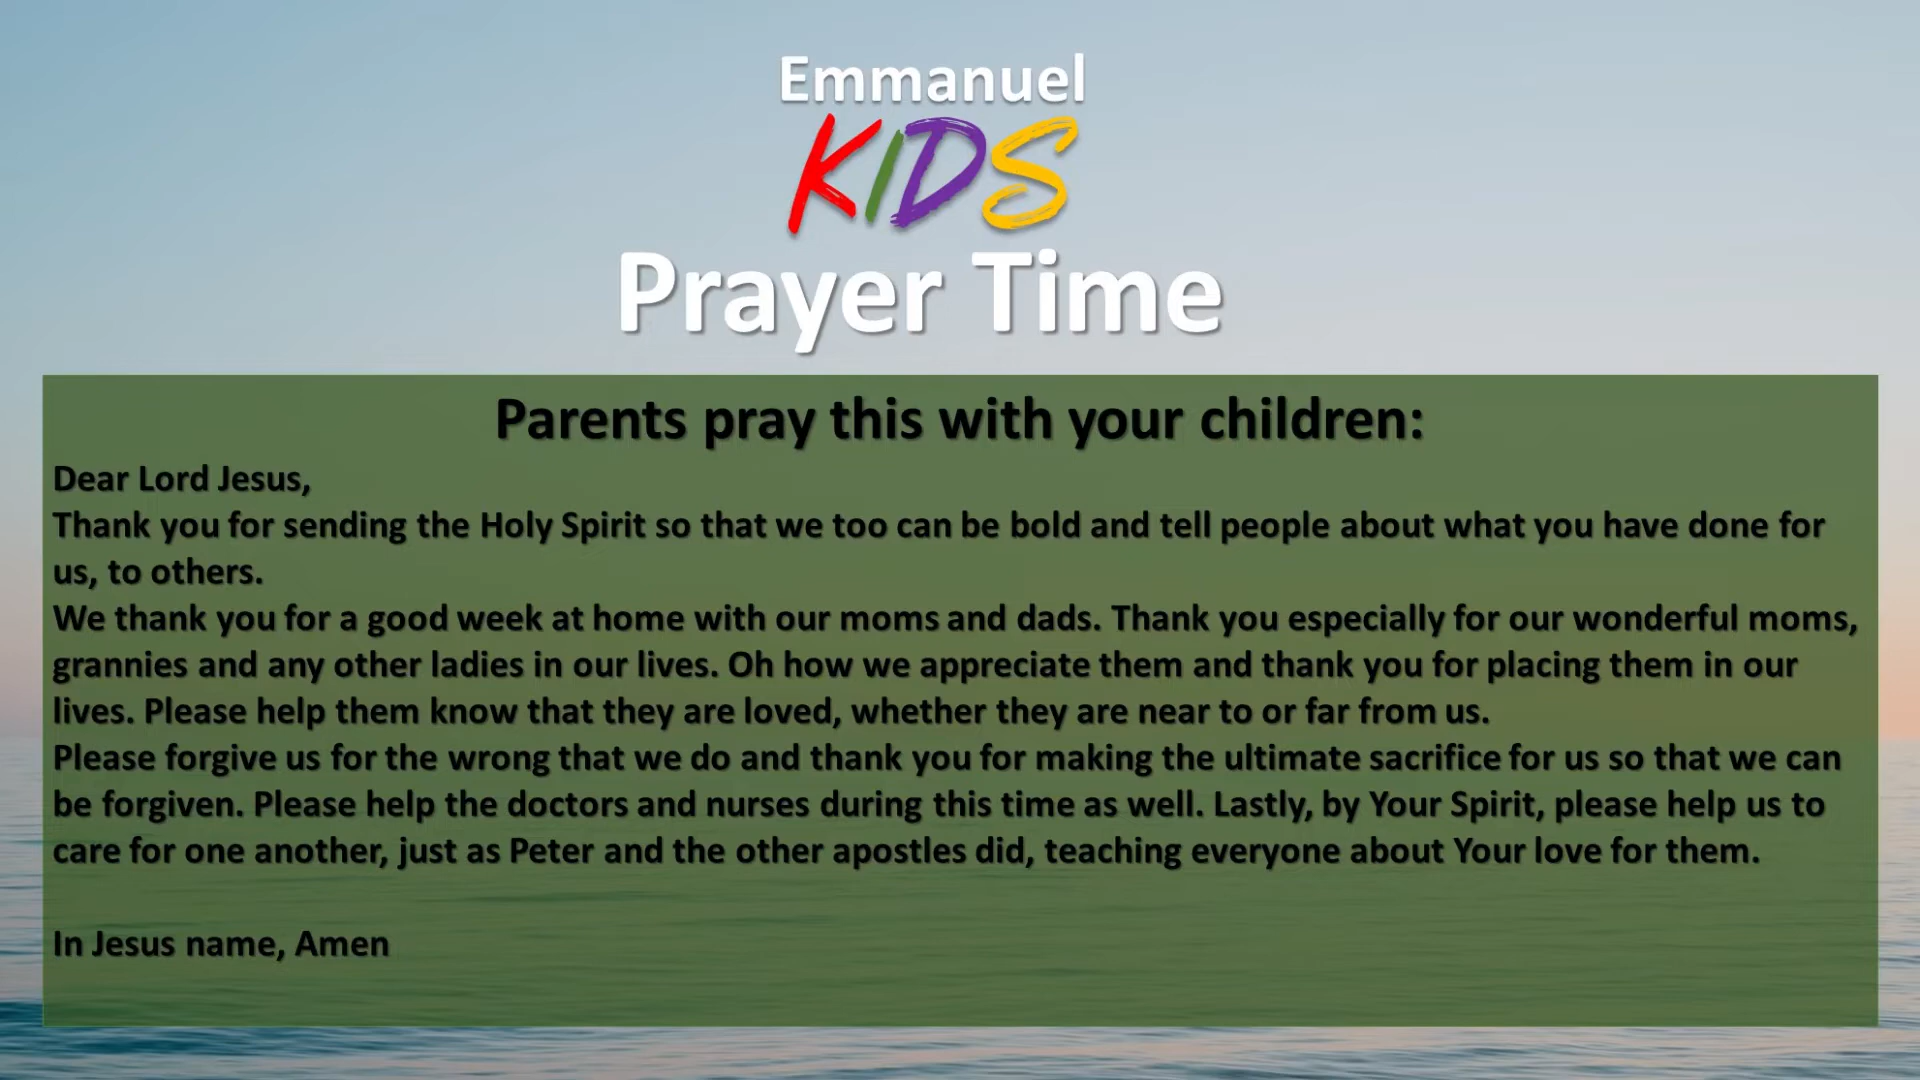 Emmanuel
KIDS
Prayer Time
Parents pray this with your children:
Dear Lord Jesus,
Thank you for sending the Holy Spirit so that we too can be bold and tell people about what you have done for
us, to others.
We thank you for a good week at home with our moms and dads. Thank you especially for our wonderful moms,
grannies and any other ladies in our lives. Oh how we appreciate them and thank you for placing them in our
lives. Please help them know that they are loved, whether they are near to or far from us.
Please forgive us for the wrong that we do and thank you for making the ultimate sacrifice for us so that we can
be forgiven. Please help the doctors and nurses during this time as well. Lastly, by Your Spirit, please help us to
care for one another, just as Peter and the other apostles did, teaching everyone about Your love for them.
In Jesus name, Amen